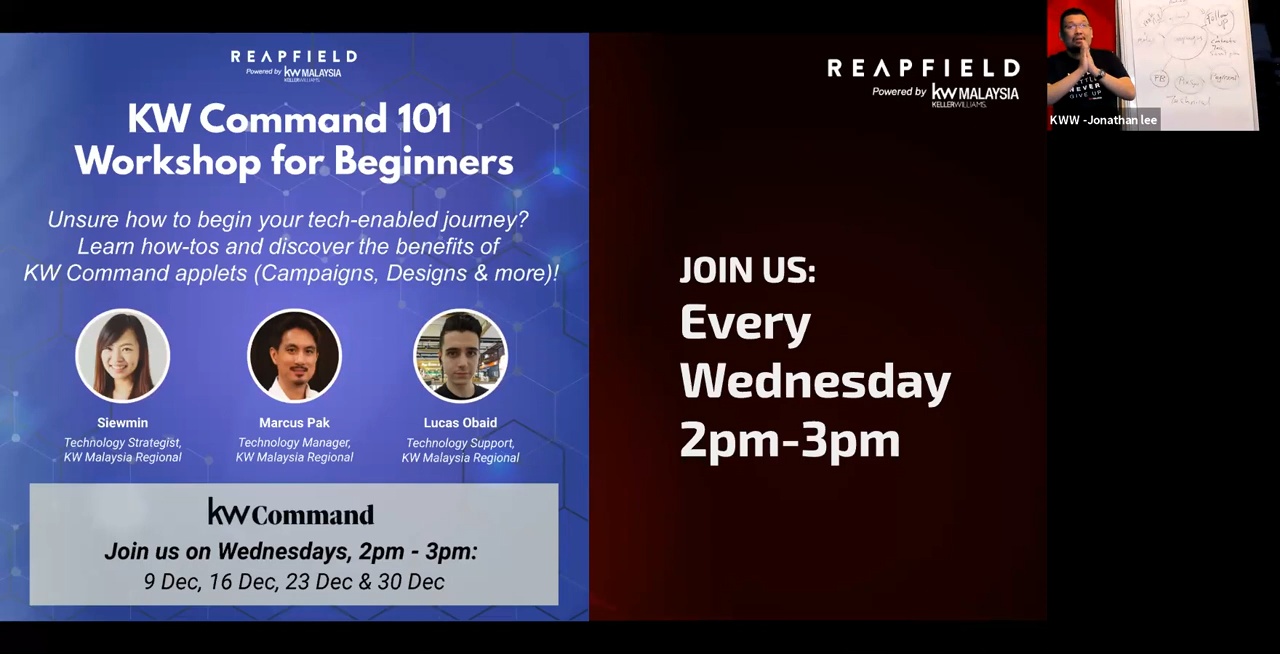 REAPFIELD
Powered by kw MALAYSIA
KELLERWILLIAMS.
KW Command 101
Workshop for Beginners
Unsure how to begin your tech-enabled journey?
Learn how-tos and discover the benefits of
KW Command applets (Campaigns, Designs & more)!
Siewmin
Technology Strategist,
KW Malaysia Regional
Marcus Pak
Technology Manager,
KW Malaysia Regional
Lucas Obaid
Technology Support,
KW Malaysia Regional
kw Command
Join us on Wednesdays, 2pm - 3pm:
9 Dec, 16 Dec, 23 Dec & 30 Dec
REAPFIELD
Powered by kw MALAYSIA
KELLERWILLIAMS.
JOIN US:
Every
Wednesday
2pm-3pm
NEVER
GIVE UP
Follow
UP
FB
KWW -Jonathan lee